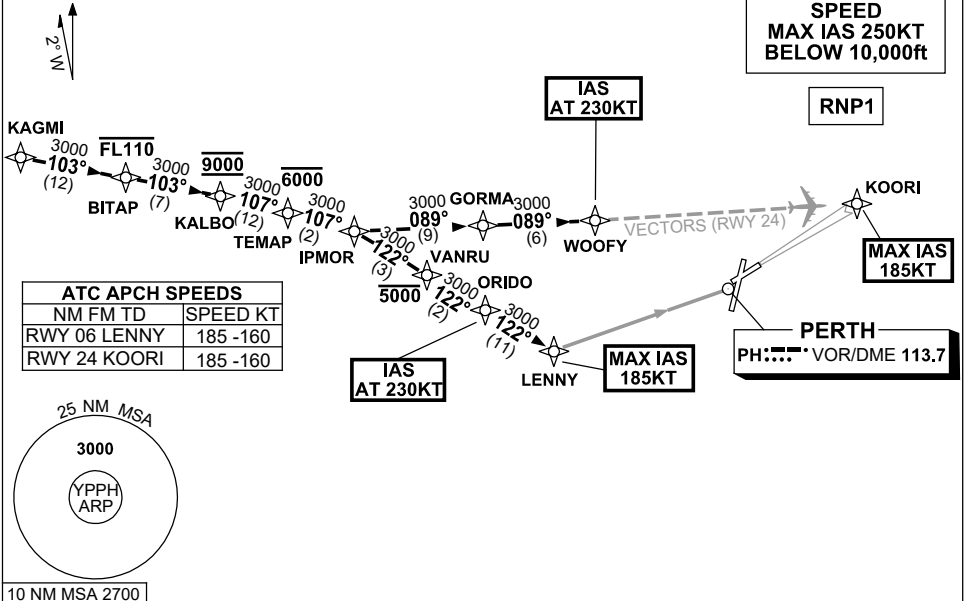 SPEED
MAX IAS 250KT
BELOW 10,000ft
RNP1
2° W
IAS
AT 230KT
KAGMI
3000
103°
(12)
FL110
BITAP
3000
103°
(7)
9000
KALBO
3000
107°
(12)
6000
TEMAP
3000
107°
(2)
IPMOR
3000
089°
(9)
GORMA
3000
089°
(6)
WOOFY
VECTORS (RWY 24)
KOORI
MAX IAS
185KT
3000
122°
(3)
VANRU
5000
3000
122°
(2)
ORIDO
3000
122°
(11)
LENNY
IAS
AT 230KT
MAX IAS
185KT
PERTH
PH VOR/DME 113.7
ATC APCH SPEEDS
NM FM TD SPEED KT
RWY 06 LENNY 185 -160
RWY 24 KOORI 185 -160
25 NM MSA
3000
YPPH
ARP
10 NM MSA 2700